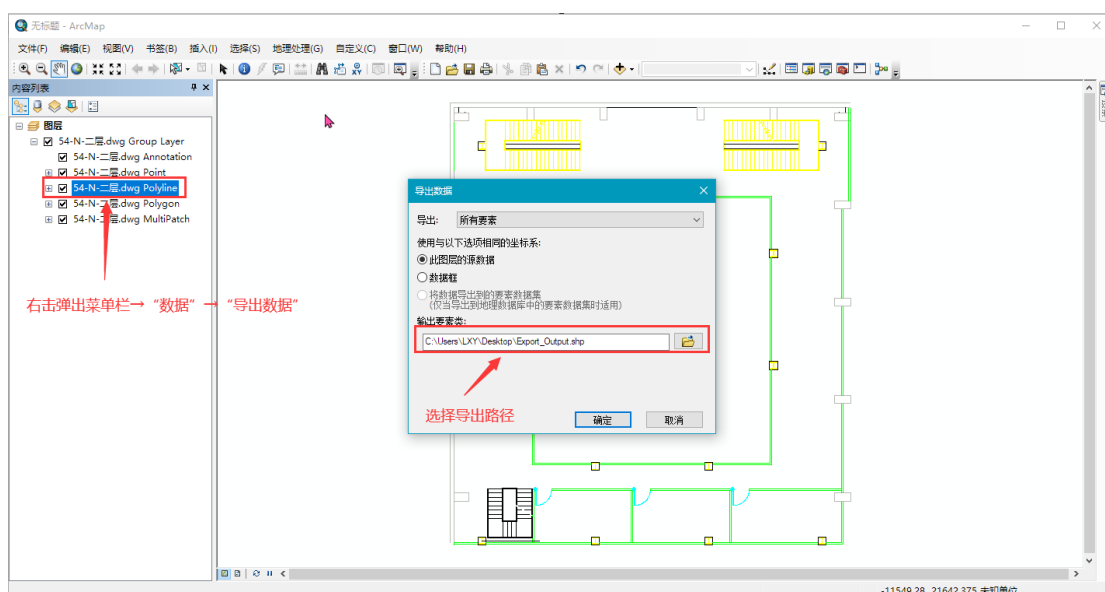 无标题 - ArcMap
文件(F) 编辑(E) 视图(V) 书签(B) 插入(I) 选择(S) 地理处理(G) 自定义(C) 窗口(W) 帮助(H)
内容列表
图层
54-N-二层.dwg Group Layer
54-N-二层.dwg Annotation
54-N-二层.dwg Point
54-N-二层.dwg Polyline
54-N-二层.dwg Polygon
54-N-二层.dwg MultiPatch
右击弹出菜单栏→“数据”→“导出数据”
导出数据
导出: 所有要素
使用与以下选项相同的坐标系:
此图层的源数据
数据框
将数据导出到的要素数据集
(仅当导出到地理数据库中的要素数据集时适用)
输出要素类:
C:\Users\LXY\Desktop\Export_Output.shp
选择导出路径
确定 取消
-11549.28 21642.375 未知单位